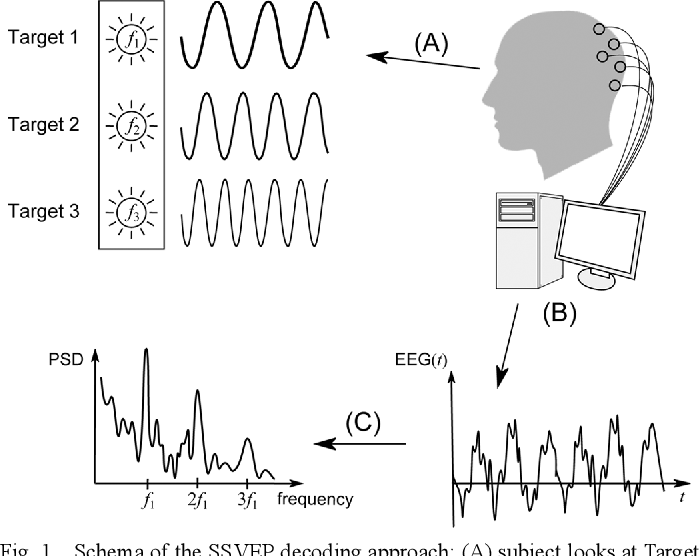 Target 1
f1
(A)
Target 2
f2
Target 3
f3
(B)
PSD
EEG(t)
(C)
f1 2f1 3f1 frequency
t
Fig. 1. Schema of the SSVEP decoding approach: (A) subject looks at Target